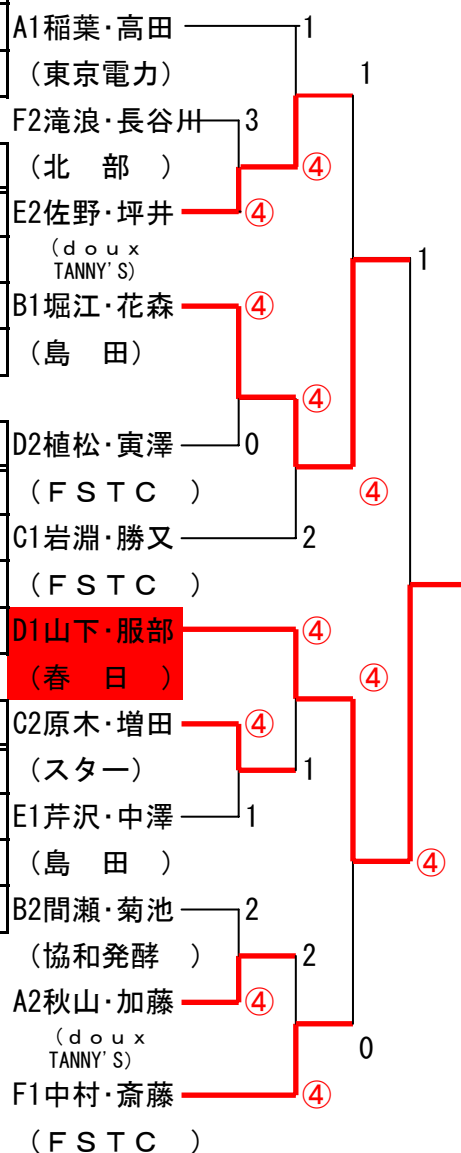 A1稲葉・高田 1
(東京電力) 1
F2滝浪・長谷川 3
(北 部 ) ④
E2佐野・坪井 ④
(ｄｏｕｘ 1
TANNY'S)
B1堀江・花森 ④
(島 田)
④
D2植松・寅澤 0
(ＦＳＴＣ ) ④
C1岩淵・勝又 2
(ＦＳＴＣ )
D1山下・服部 ④
(春 日 ) ④
C2原木・増田 ④
(スター) 1
E1芹沢・中澤 1
(島 田 ) ④
B2間瀬・菊池 2
(協和発酵 ) 2
A2秋山・加藤 ④
(ｄｏｕｘ 0
TANNY'S)
F1中村・斎藤 ④
(ＦＳＴＣ )